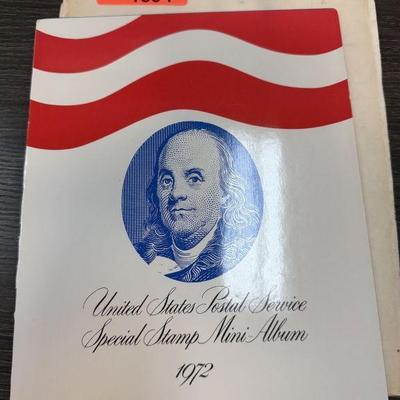 United States Postal Service
Special Stamp Mini Album
1972